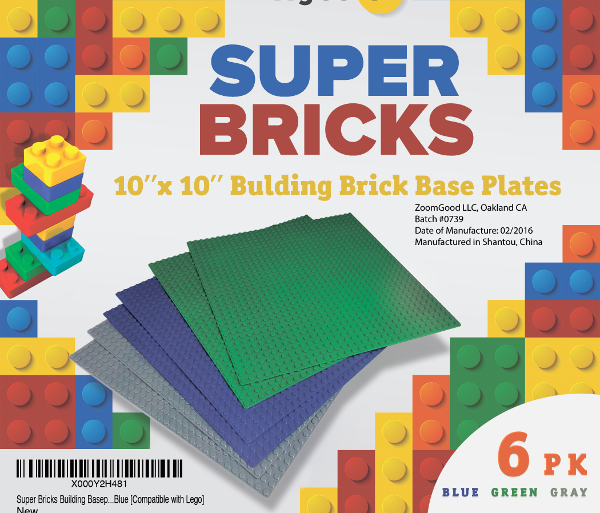 SUPER
BRICKS
10"x 10" Bulding Brick Base Plates
ZoomGood LLC, Oakland CA
Batch #0739
Date of Manufacture: 02/2016
Manufactured in Shantou, China
6 PK
BLUE GREEN GRAY
X000Y2H481
Super Bricks Building Basep...Blue [Compatible with Lego]
New